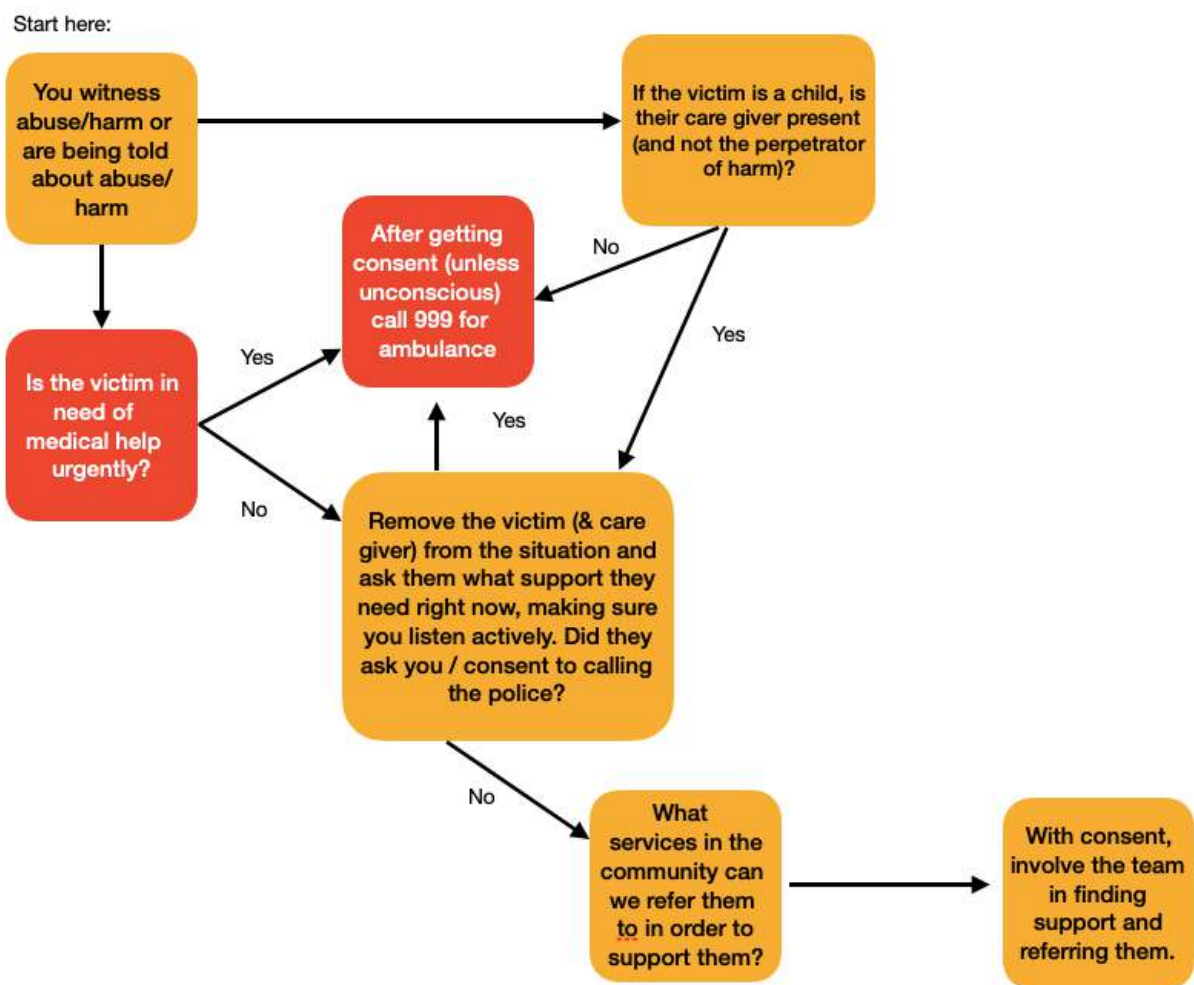 Start here:
You witness
abuse/harm or
are being told
about abuse/
harm
If the victim is a child, is
their care giver present
(and not the perpetrator
of harm)?
After getting
consent (unless
unconscious)
call 999 for
ambulance
No
Yes
Is the victim in
need of
medical help
urgently?
Yes
No
Yes
Remove the victim (& care
giver) from the situation and
ask them what support they
need right now, making sure
you listen actively. Did they
ask you / consent to calling
the police?
No
What
services in the
community can
we refer them
to in order to
support them?
With consent,
involve the team
in finding
support and
referring them.